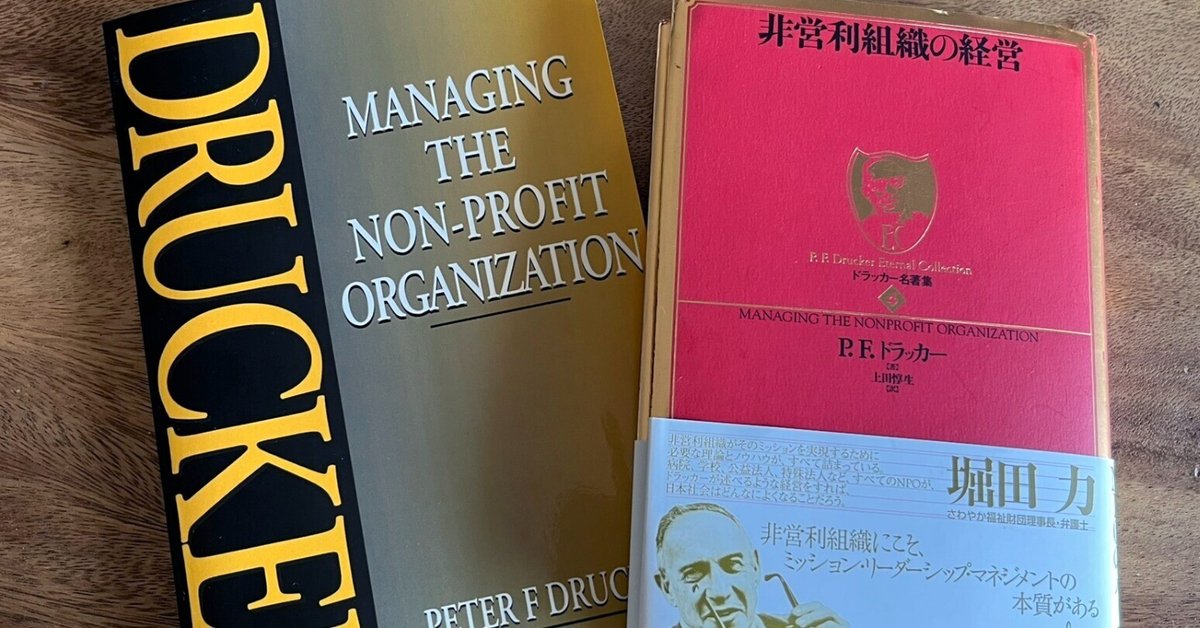 DRUCKER
MANAGING
THE
NON-PROFIT
ORGANIZATION
PETER F DRUC
非営利組織の経営
P. F. Drucker Eternal Collection
ドラッカー名著集
MANAGING THE NONPROFIT ORGANIZATION
P. F. ドラッカー
[著]
上田惇生
[訳]
非営利組織がそのミッションを実現するために
必要な理論とノウハウが、すべて詰まっている。
病院、学校、公益法人、特殊法人など、すべてのNPOが、
ドラッカーが述べるような経営をすれば、
日本社会はどんなによくなることだろう。
堀田 力
さわやか福祉財団理事長・弁護士
非営利組織にこそ、
ミッション・リーダーシップ・マネジメントの
本質がある